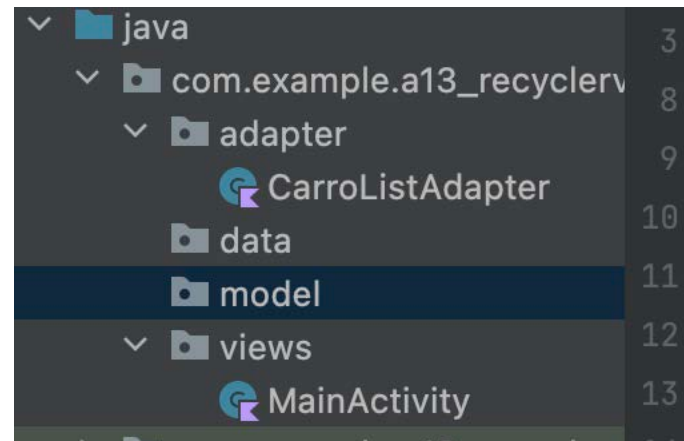 java
com.example.a13_recyclerv
adapter
CarroListAdapter
data
model
views
MainActivity
3
8
9
10
11
12
13